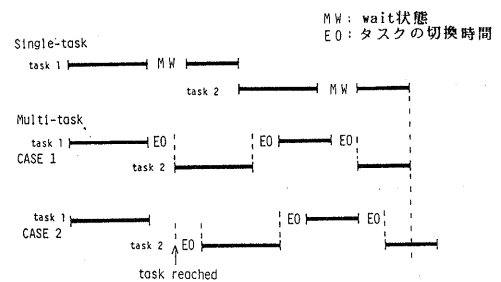 MW: wait状態
EO: タスクの切換時間
Single-task
task 1 MW
task 2 MW
Multi-task
task 1 EO EO EO
CASE 1
task 2
task 1 EO EO
CASE 2
task 2 EO
task reached